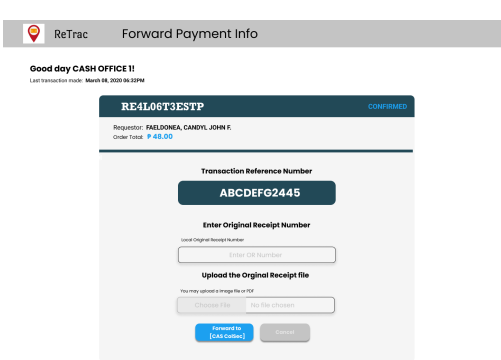 ReTrac Forward Payment Info
Good day CASH OFFICE 1!
Last transaction made: March 08, 2020 06:32PM
RE4L06T3ESTP CONFIRMED
Requestor: FAELDONEA, CANDYL JOHN F.
Order Total: ₱ 48.00
Transaction Reference Number
ABCDEFG2445
Enter Original Receipt Number
Local Original Receipt Number
Enter OR Number
Upload the Orginal Receipt file
You may upload a image file or PDF
Choose File No file chosen
Forward to
[CAS ColSec]
Cancel